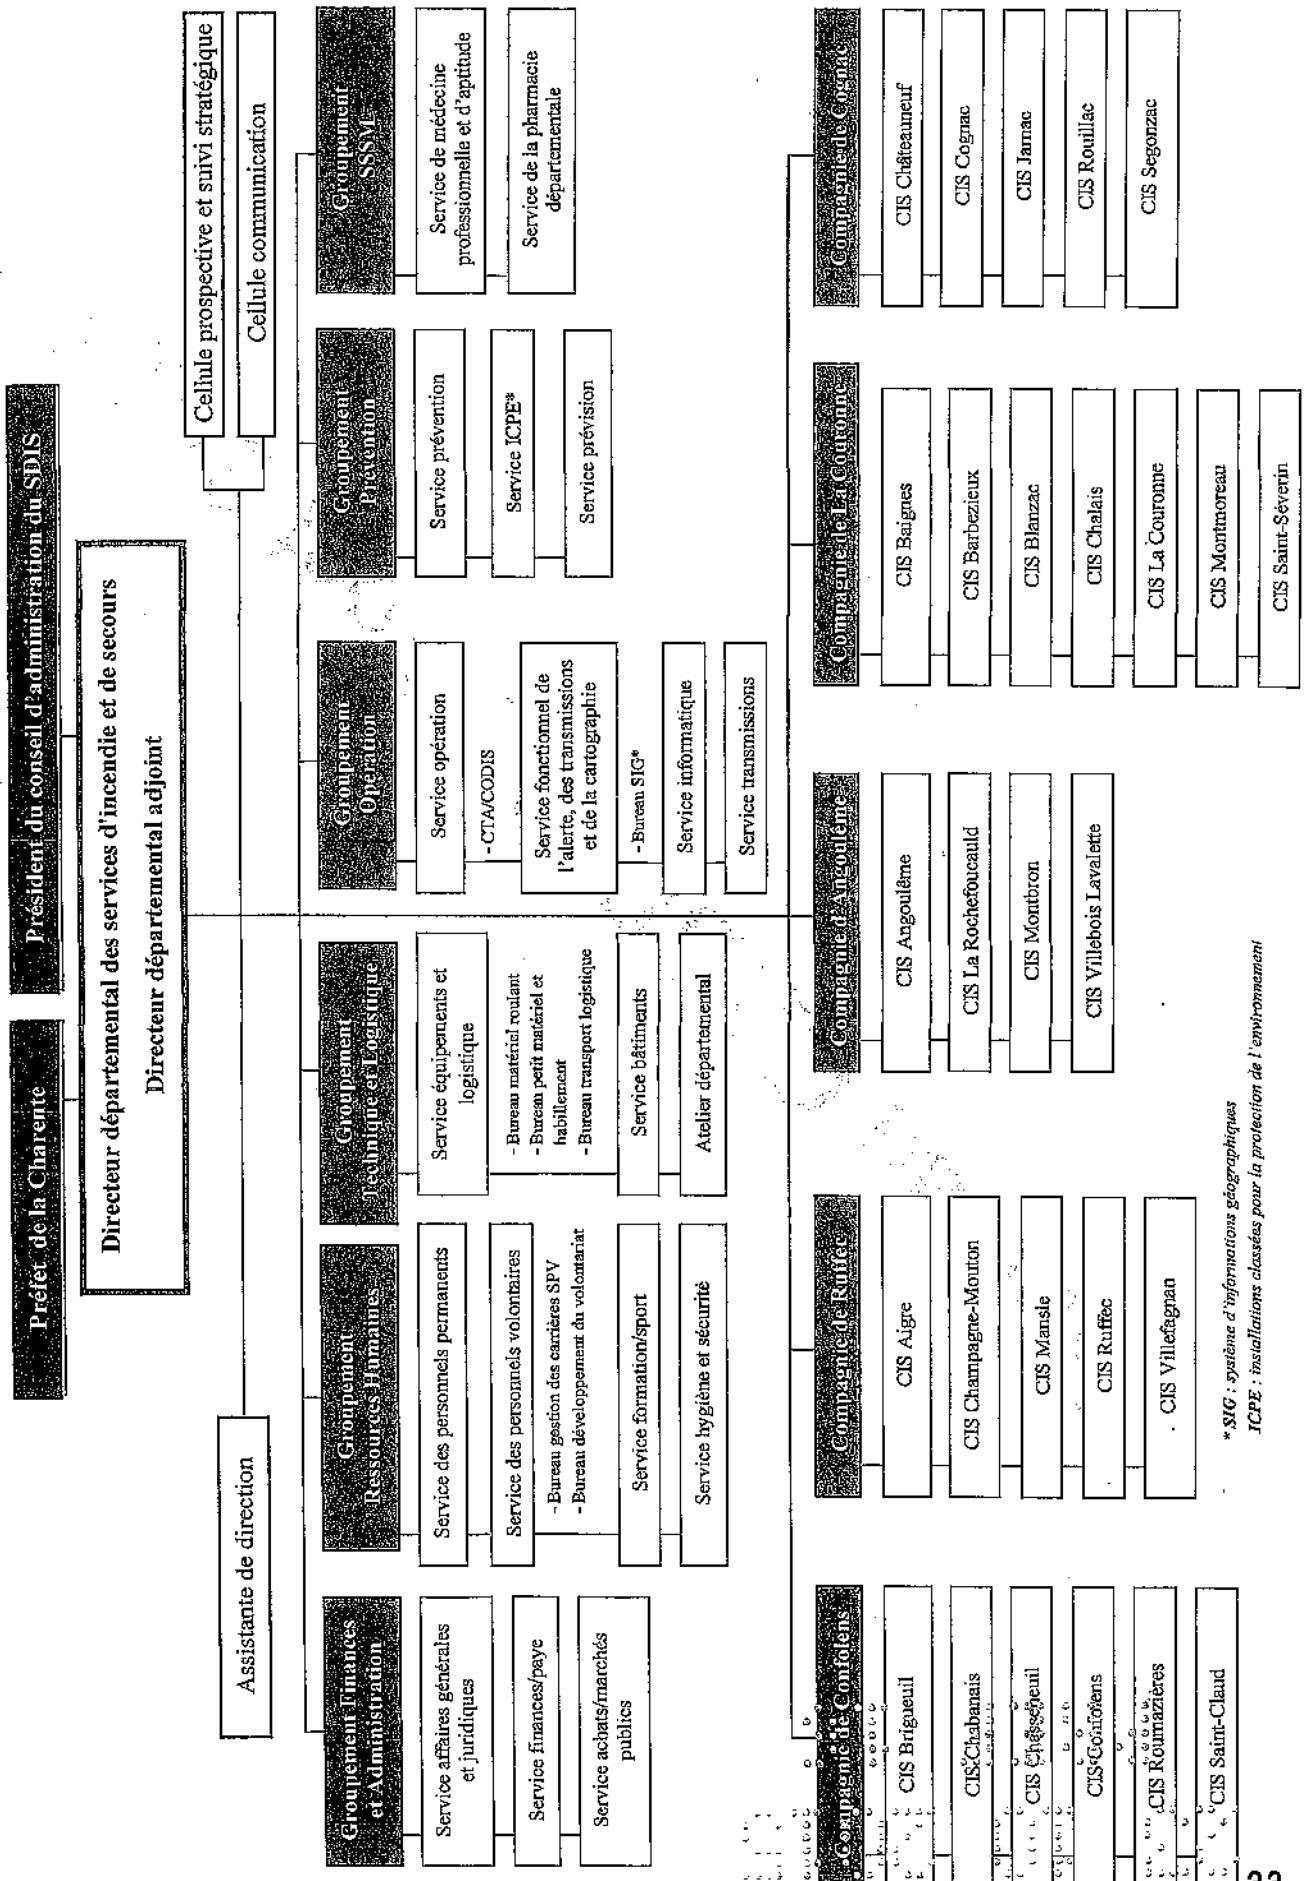 Préfet de la Charente
Président du conseil d'administration du SDIS
Directeur départemental des services d'incendie et de secours
Directeur départemental adjoint
Assistante de direction
Cellule prospective et suivi stratégique
Cellule communication
Groupement Finances
et Administration
Service affaires générales
et juridiques
Service finances/paye
Service achats/marchés
publics
Groupement
Ressources Humaines
Service des personnels permanents
Service des personnels volontaires
- Bureau gestion des carrières SPV
- Bureau développement du volontariat
Service formation/sport
Service hygiène et sécurité
Groupement
Technique et Logistique
Service équipements et
logistique
- Bureau matériel roulant
- Bureau petit matériel et
habillement
- Bureau transport logistique
Service bâtiments
Atelier départemental
Groupement
Opération
Service opération
- CTA/CODIS
Service fonctionnel de
l'alerte, des transmissions
et de la cartographie
- Bureau SIG*
Service informatique
Service transmissions
Groupement
Prévention
Service prévention
Service ICPE*
Service prévision
Groupement
SSSM
Service de médecine
professionnelle et d'aptitude
Service de la pharmacie
départementale
Compagnie de Confolens
CIS Brigueuil
CIS Chabanais
CIS Chasseneuil
CIS Confolens
CIS Roumazières
CIS Saint-Claud
Compagnie de Ruffec
CIS Aigre
CIS Champagne-Mouton
CIS Mansle
CIS Ruffec
CIS Villefagnan
Compagnie d'Angoulême
CIS Angoulême
CIS La Rochefoucauld
CIS Montbron
CIS Villebois Lavalette
Compagnie de La Couronne
CIS Baignes
CIS Barbezieux
CIS Blanzac
CIS Chalais
CIS La Couronne
CIS Montmoreau
CIS Saint-Séverin
Compagnie de Cognac
CIS Châteauneuf
CIS Cognac
CIS Jarnac
CIS Rouillac
CIS Segonzac
* SIG : système d'informations géographiques
ICPE : installations classées pour la protection de l'environnement